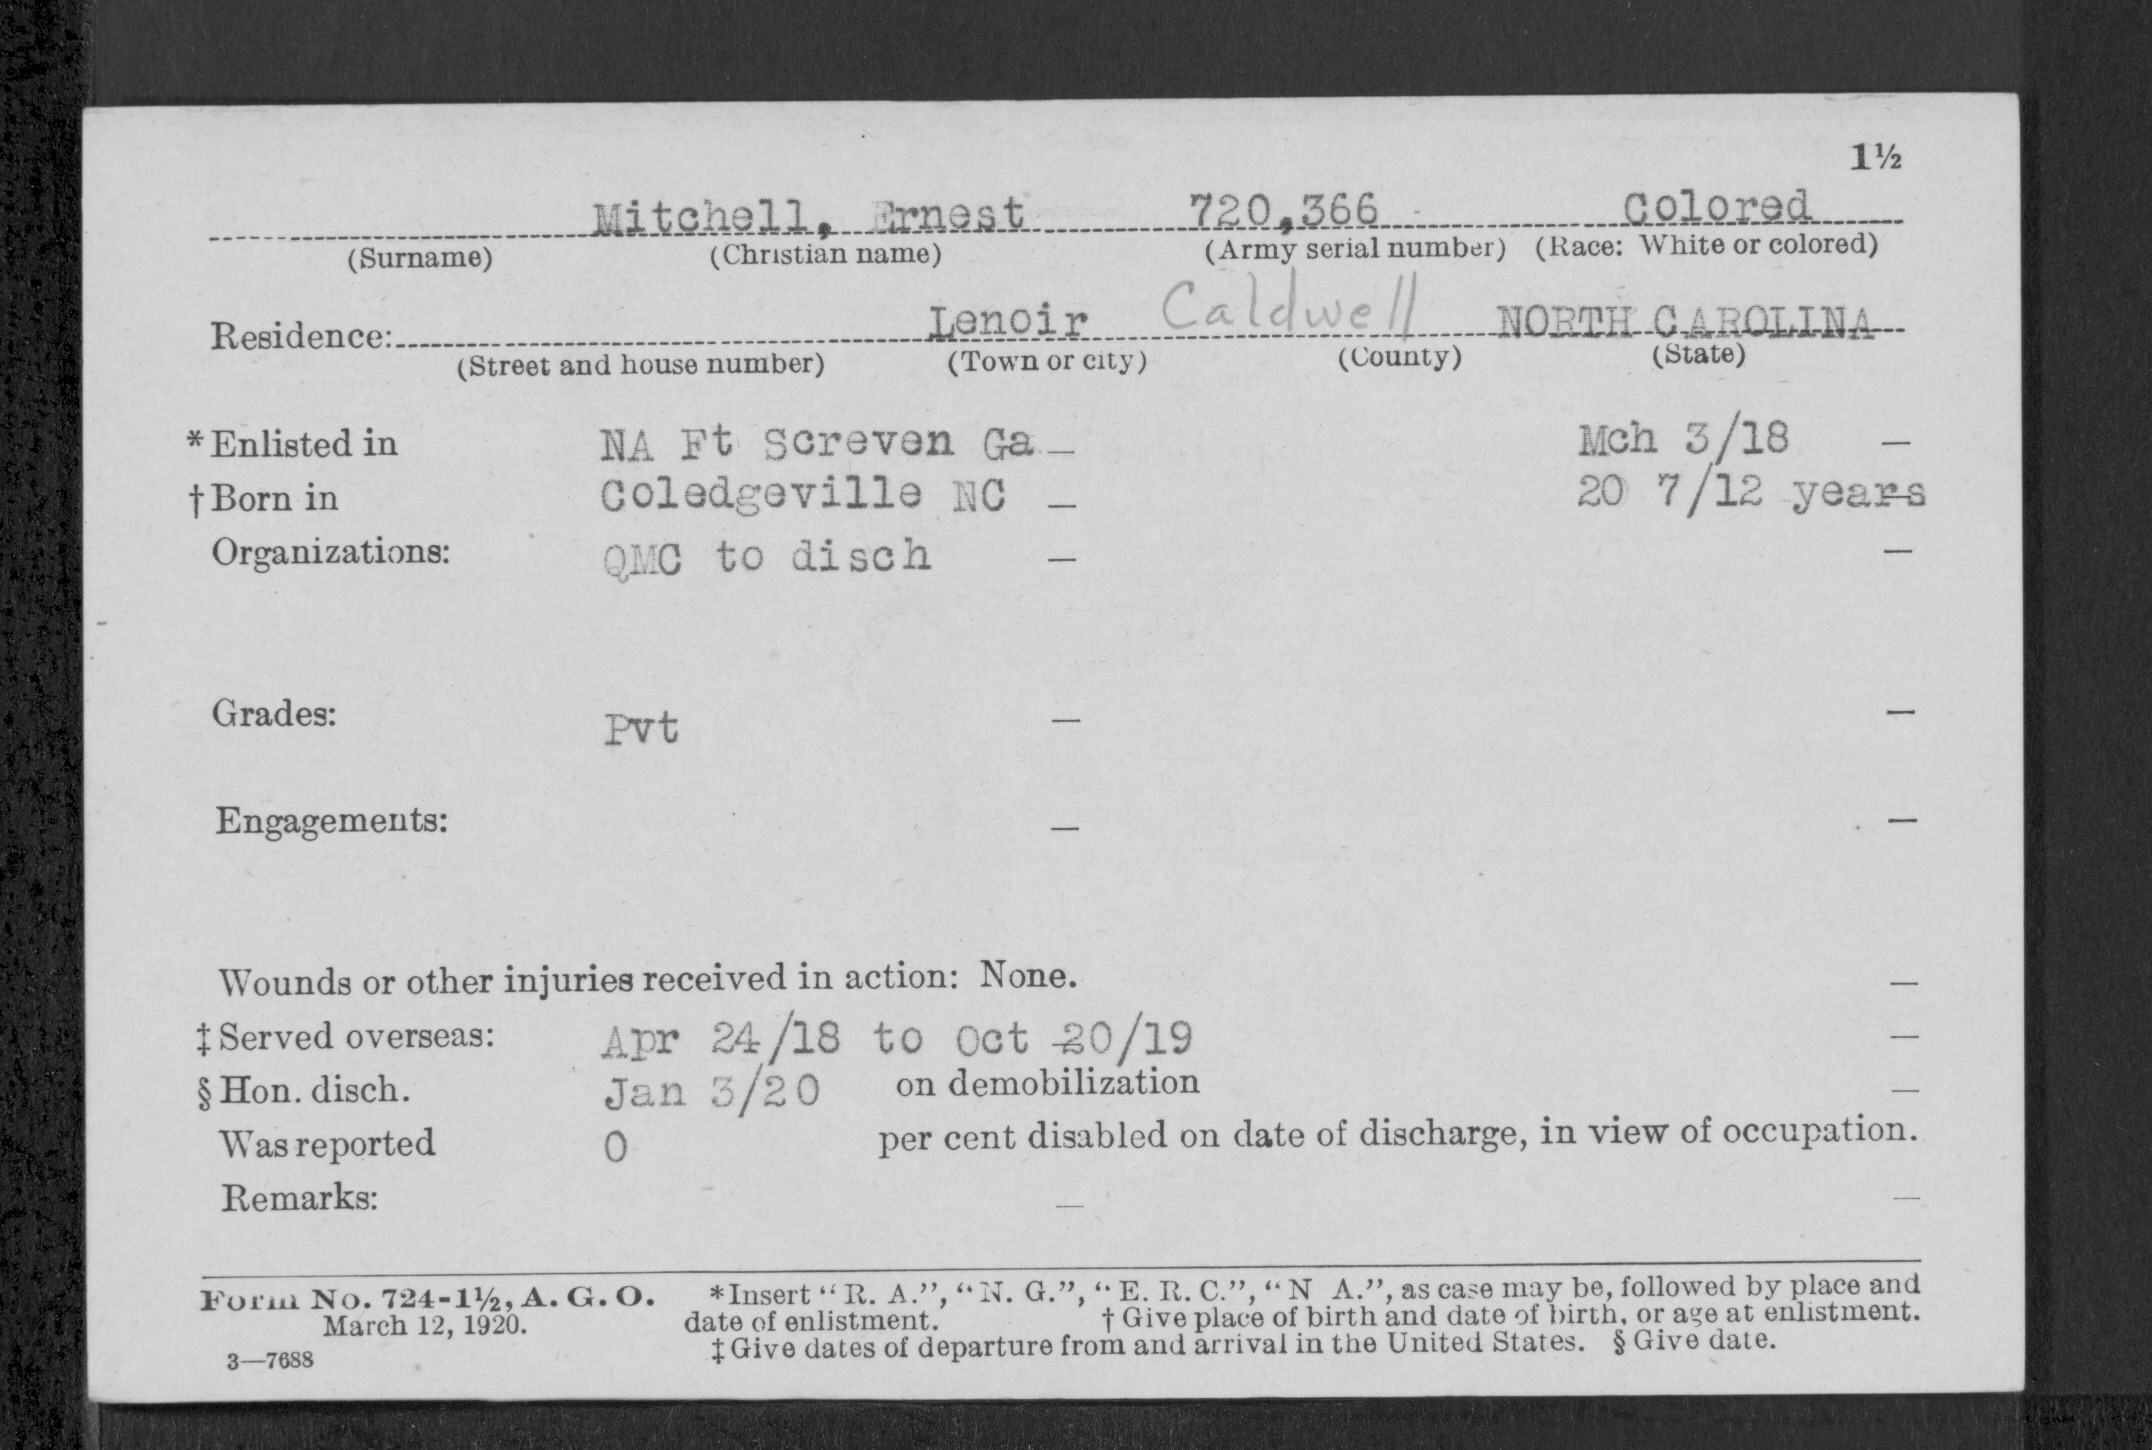 1½
Mitchell, Ernest 720,366 Colored
(Surname) (Christian name) (Army serial number) (Race: White or colored)
Residence: Lenoir Caldwell NORTH CAROLINA
(Street and house number) (Town or city) (County) (State)
*Enlisted in NA Ft Screven Ga — Mch 3/18 —
†Born in Coledgeville NC — 20 7/12 years
Organizations: QMC to disch — —
Grades: Pvt — —
Engagements: — —
Wounds or other injuries received in action: None. —
‡Served overseas: Apr 24/18 to Oct 20/19 —
§Hon. disch. Jan 3/20 on demobilization —
Was reported 0 per cent disabled on date of discharge, in view of occupation.
Remarks: — —
Form No. 724-1½, A. G. O. *Insert "R. A.", "N. G.", "E. R. C.", "N A.", as case may be, followed by place and
March 12, 1920. date of enlistment. †Give place of birth and date of birth, or age at enlistment.
3—7688 ‡Give dates of departure from and arrival in the United States. §Give date.